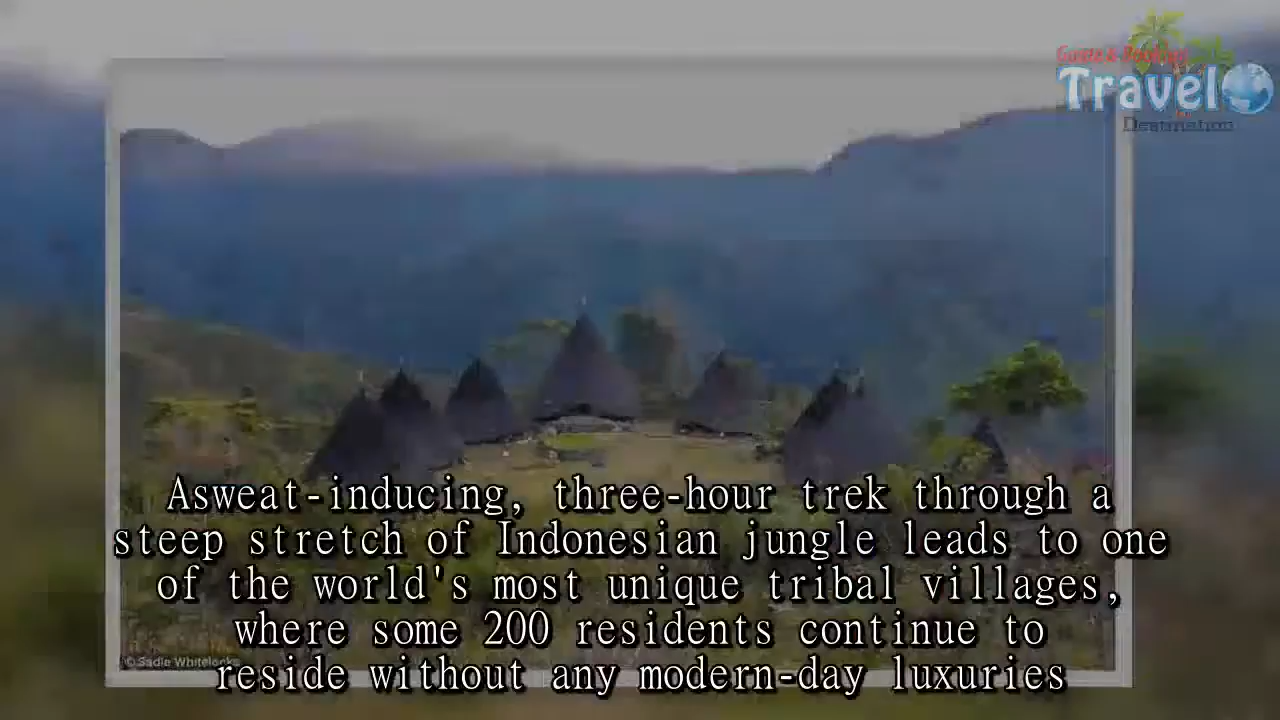 Travel
Destination
Asweat-inducing, three-hour trek through a
steep stretch of Indonesian jungle leads to one
of the world's most unique tribal villages,
where some 200 residents continue to
© Sadie Whitelocks
reside without any modern-day luxuries